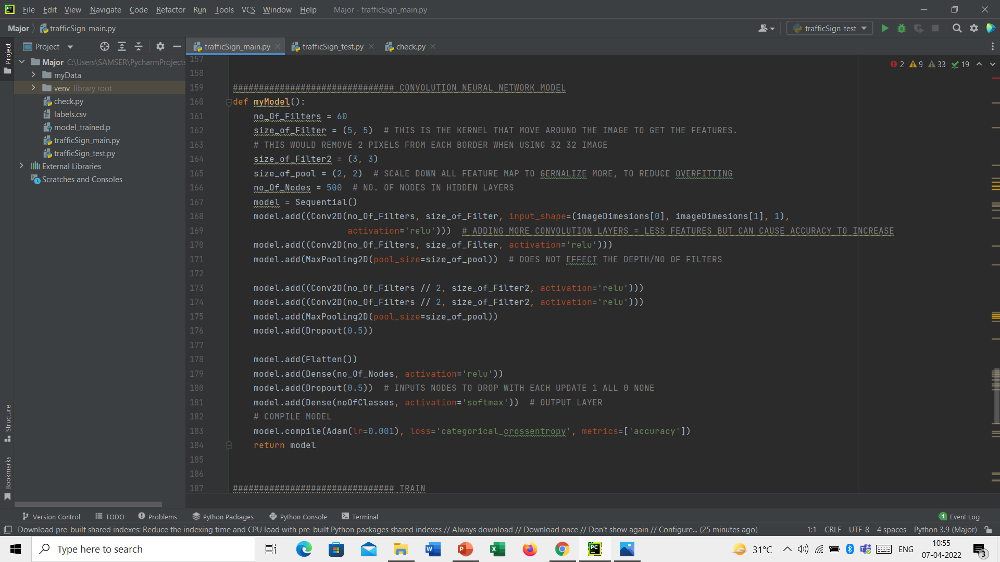 File Edit View Navigate Code Refactor Run Tools VCS Window Help Major - trafficSign_main.py
Major trafficSign_main.py trafficSign_test
Project
Project
trafficSign_main.py trafficSign_test.py check.py
Major C:\Users\SAMSER\PycharmProjects
myData
venv library root
check.py
labels.csv
model_trained.p
trafficSign_main.py
trafficSign_test.py
External Libraries
Scratches and Consoles
2 9 33 19
157
158
159 ############################### CONVOLUTION NEURAL NETWORK MODEL
160 def myModel():
161 no_Of_Filters = 60
162 size_of_Filter = (5, 5) # THIS IS THE KERNEL THAT MOVE AROUND THE IMAGE TO GET THE FEATURES.
163 # THIS WOULD REMOVE 2 PIXELS FROM EACH BORDER WHEN USING 32 32 IMAGE
164 size_of_Filter2 = (3, 3)
165 size_of_pool = (2, 2) # SCALE DOWN ALL FEATURE MAP TO GERNALIZE MORE, TO REDUCE OVERFITTING
166 no_Of_Nodes = 500 # NO. OF NODES IN HIDDEN LAYERS
167 model = Sequential()
168 model.add((Conv2D(no_Of_Filters, size_of_Filter, input_shape=(imageDimesions[0], imageDimesions[1], 1),
169 activation='relu'))) # ADDING MORE CONVOLUTION LAYERS = LESS FEATURES BUT CAN CAUSE ACCURACY TO INCREASE
170 model.add((Conv2D(no_Of_Filters, size_of_Filter, activation='relu')))
171 model.add(MaxPooling2D(pool_size=size_of_pool)) # DOES NOT EFFECT THE DEPTH/NO OF FILTERS
172
173 model.add((Conv2D(no_Of_Filters // 2, size_of_Filter2, activation='relu')))
174 model.add((Conv2D(no_Of_Filters // 2, size_of_Filter2, activation='relu')))
175 model.add(MaxPooling2D(pool_size=size_of_pool))
176 model.add(Dropout(0.5))
177
178 model.add(Flatten())
179 model.add(Dense(no_Of_Nodes, activation='relu'))
180 model.add(Dropout(0.5)) # INPUTS NODES TO DROP WITH EACH UPDATE 1 ALL 0 NONE
181 model.add(Dense(noOfClasses, activation='softmax')) # OUTPUT LAYER
182 # COMPILE MODEL
183 model.compile(Adam(lr=0.001), loss='categorical_crossentropy', metrics=['accuracy'])
184 return model
185
186
187 ############################### TRAIN
Structure
Bookmarks
Version Control TODO Problems Python Packages Python Console Terminal 1 Event Log
Download pre-built shared indexes: Reduce the indexing time and CPU load with pre-built Python packages shared indexes // Always download // Download once // Don't show again // Configure... (25 minutes ago) 1:1 CRLF UTF-8 4 spaces Python 3.9 (Major)
Type here to search 31°C ENG 10:55
07-04-2022 3